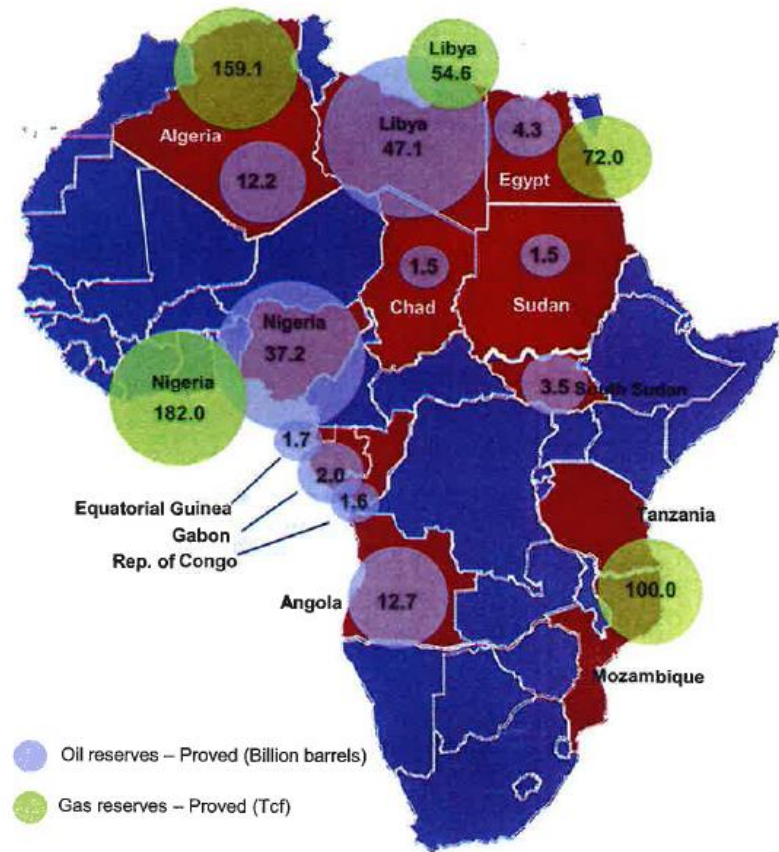 159.1
Libya
54.6
Algeria
Libya
47.1
4.3
72.0
Egypt
12.2
1.5
Chad
1.5
Sudan
Nigeria
37.2
Nigeria
182.0
3.5
South Sudan
1.7
2.0
1.6
Equatorial Guinea
Gabon
Rep. of Congo
Tanzania
Angola
12.7
100.0
Mozambique
Oil reserves – Proved (Billion barrels)
Gas reserves – Proved (Tcf)